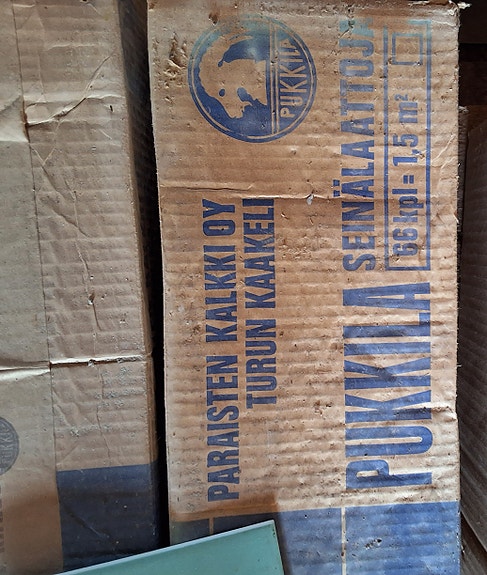 PUKKILA
PARAISTEN KALKKI OY
TURUN KAAKELI
PUKKILA SEINÄLAATTOJA
66 kpl = 1,5 m²